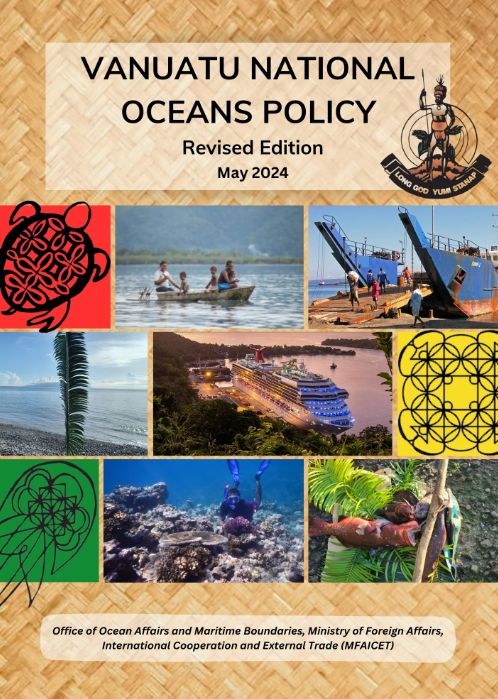 VANUATU NATIONAL
OCEANS POLICY
Revised Edition
May 2024
LONG GOD YUMI STANAP
Office of Ocean Affairs and Maritime Boundaries, Ministry of Foreign Affairs,
International Cooperation and External Trade (MFAICET)